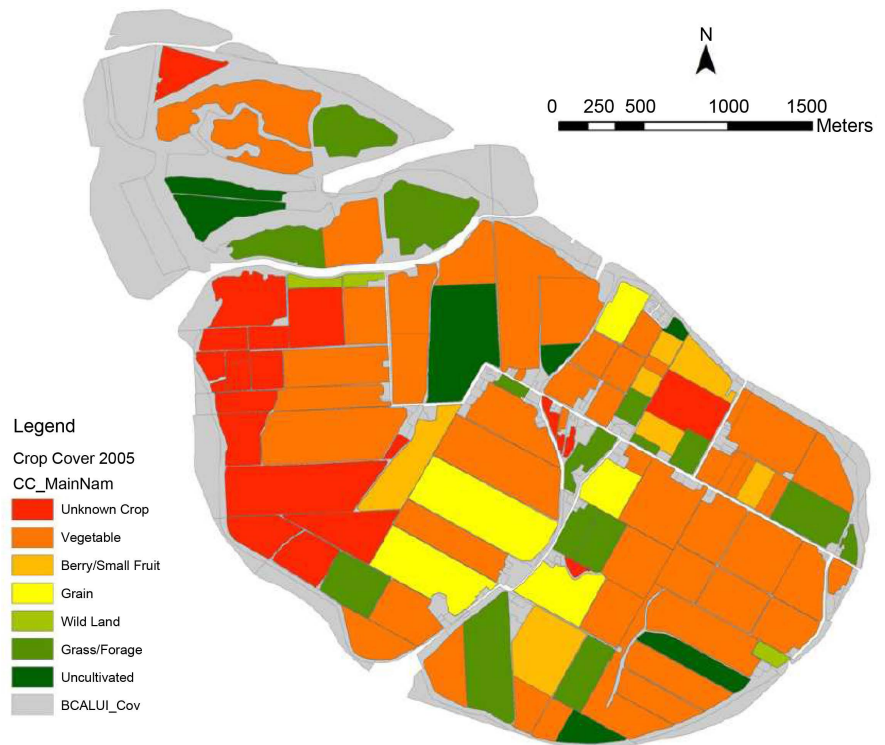 N
0 250 500 1000 1500
Meters
Legend
Crop Cover 2005
CC_MainNam
Unknown Crop
Vegetable
Berry/Small Fruit
Grain
Wild Land
Grass/Forage
Uncultivated
BCALUI_Cov